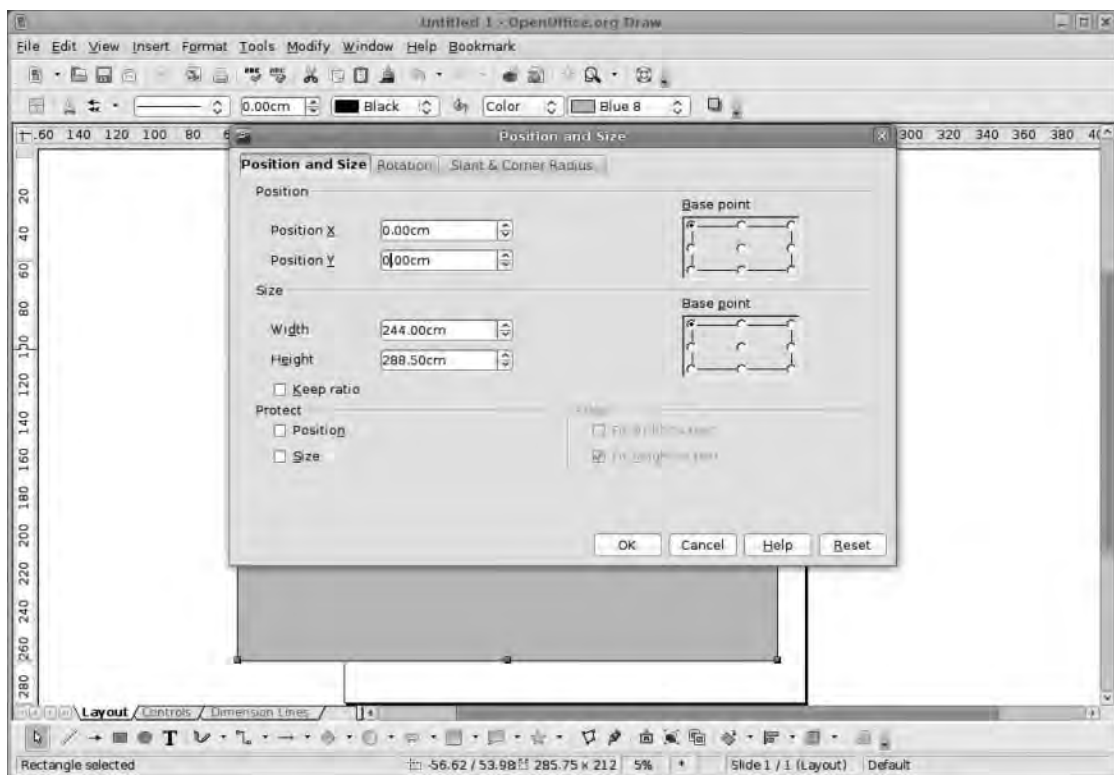 Untitled 1 - OpenOffice.org Draw
File Edit View Insert Format Tools Modify Window Help Bookmark
0.00cm Black Color Blue 8
60 140 120 100 80 300 320 340 360 380
Position and Size
Position and Size Rotation Slant & Corner Radius
Position
Base point
Position X 0.00cm
Position Y 0.00cm
Size
Base point
Width 244.00cm
Height 288.50cm
Keep ratio
Protect
Position
Size
OK Cancel Help Reset
20
40
60
80
120
140
160
180
200
220
240
260
280
Layout Controls Dimension Lines
Rectangle selected -56.62 / 53.98 285.75 x 212 5% * Slide 1 / 1 (Layout) Default